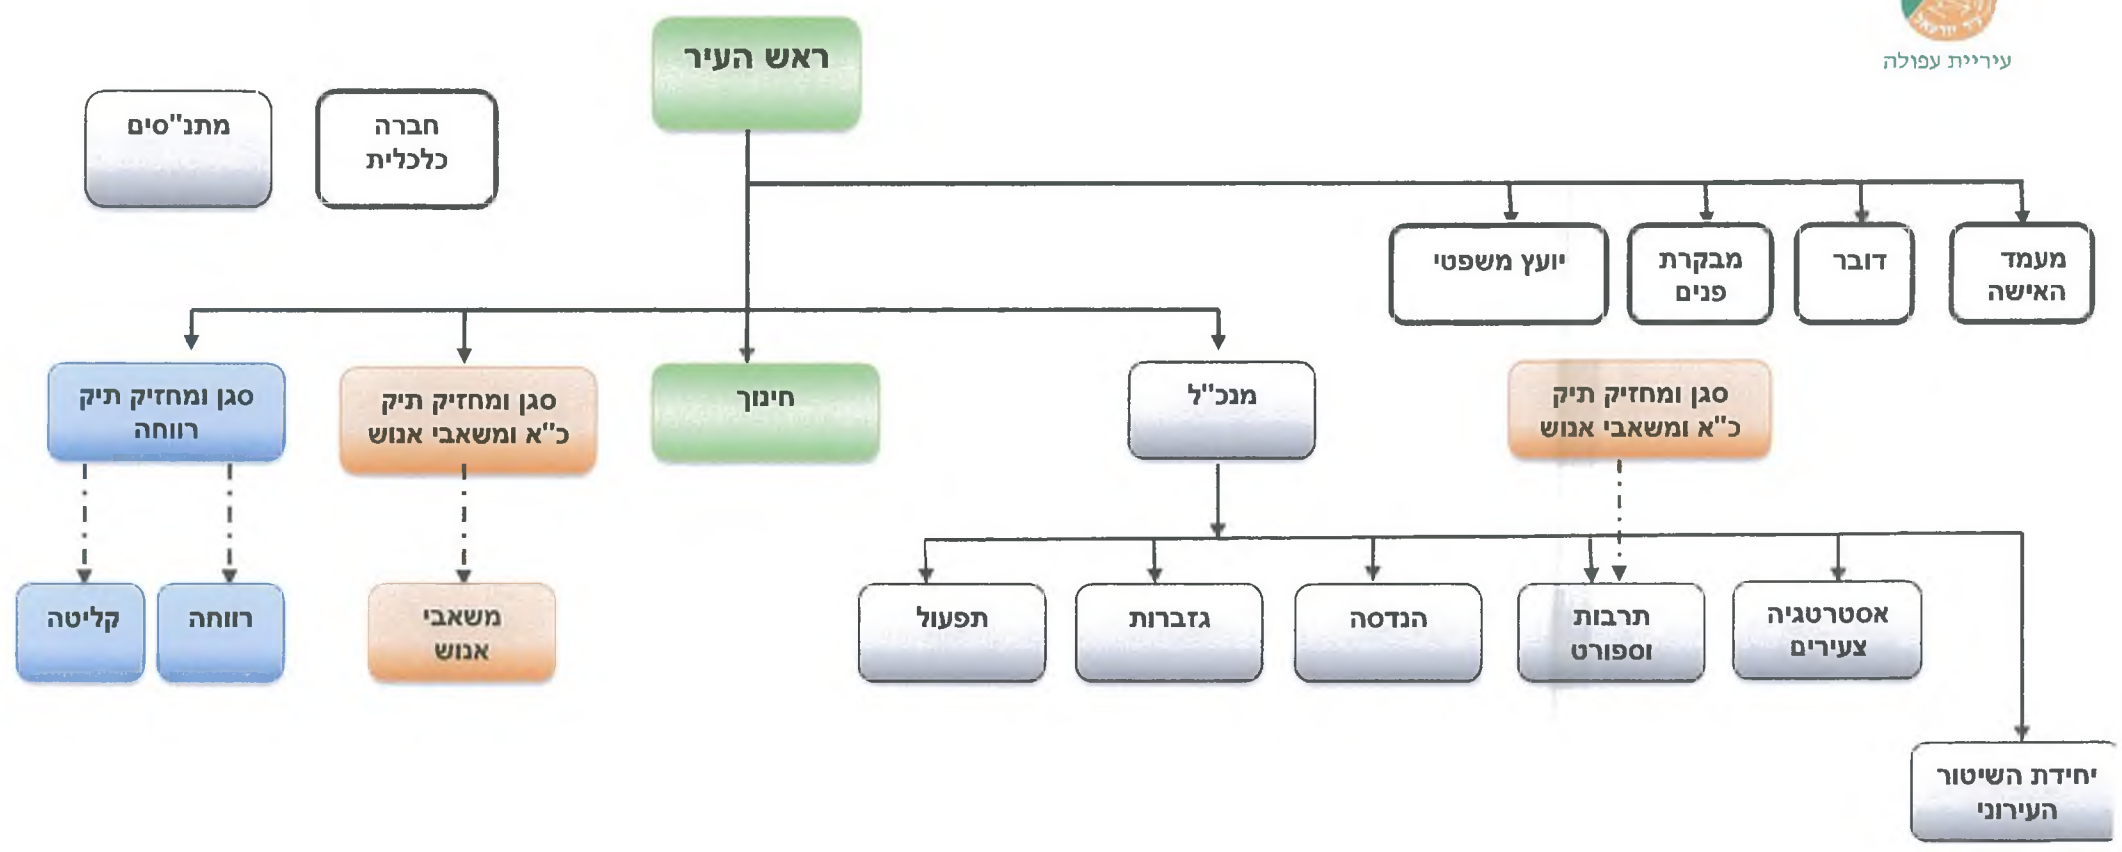 עיריית עפולה
ראש העיר
חברה
כלכלית
מתנ"סים
מעמד
האישה
דובר
מבקרת
פנים
יועץ משפטי
סגן ומחזיק תיק
כ"א ומשאבי אנוש
מנכ"ל
חינוך
סגן ומחזיק תיק
כ"א ומשאבי אנוש
סגן ומחזיק תיק
רווחה
אסטרטגיה
צעירים
תרבות
וספורט
הנדסה
גזברות
תפעול
משאבי
אנוש
רווחה
קליטה
יחידת השיטור
העירוני